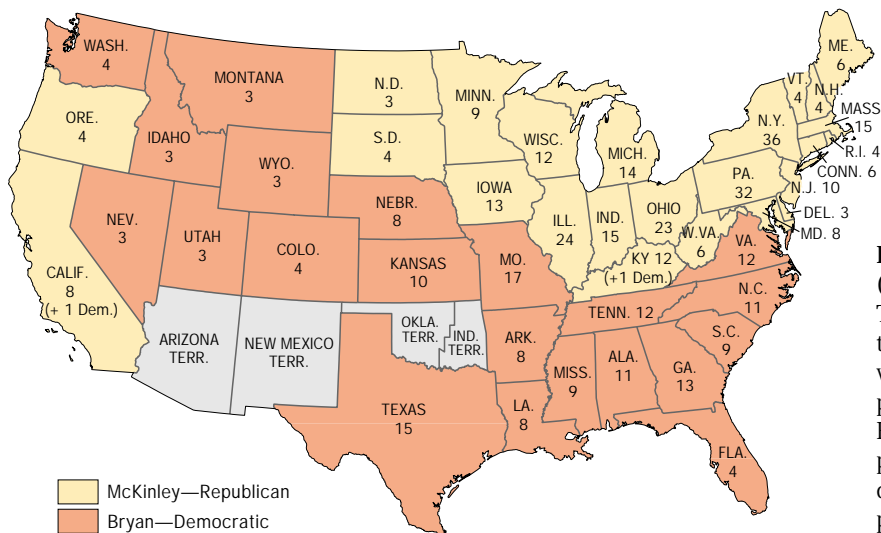 WASH.
4
ORE.
4
CALIF.
8
(+ 1 Dem.)
NEV.
3
IDAHO
3
MONTANA
3
WYO.
3
UTAH
3
COLO.
4
ARIZONA
TERR.
NEW MEXICO
TERR.
N.D.
3
S.D.
4
NEBR.
8
KANSAS
10
OKLA.
TERR.
IND.
TERR.
TEXAS
15
MINN.
9
IOWA
13
MO.
17
ARK.
8
LA.
8
WISC.
12
ILL.
24
MICH.
14
IND.
15
OHIO
23
KY 12
(+1 Dem.)
TENN. 12
MISS.
9
ALA.
11
GA.
13
FLA.
4
S.C.
9
N.C.
11
VA.
12
W.VA.
6
PA.
32
N.Y.
36
VT.
4
N.H.
4
ME.
6
MASS
15
R.I. 4
CONN. 6
N.J. 10
DEL. 3
MD. 8
McKinley—Republican
Bryan—Democratic
(
T
t
v
p
p
c
p